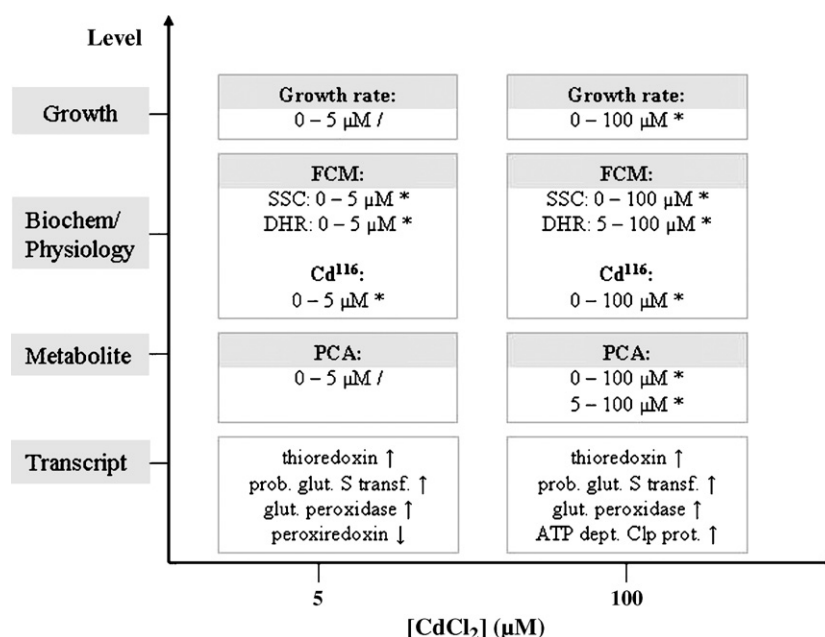 Level
Growth
Growth rate:
0 – 5 μM /
Growth rate:
0 – 100 μM *
Biochem/
Physiology
FCM:
SSC: 0 – 5 μM *
DHR: 0 – 5 μM *
Cd¹¹⁶:
0 – 5 μM *
FCM:
SSC: 0 – 100 μM *
DHR: 5 – 100 μM *
Cd¹¹⁶:
0 – 100 μM *
Metabolite
PCA:
0 – 5 μM /
PCA:
0 – 100 μM *
5 – 100 μM *
Transcript
thioredoxin ↑
prob. glut. S transf. ↑
glut. peroxidase ↑
peroxiredoxin ↓
thioredoxin ↑
prob. glut. S transf. ↑
glut. peroxidase ↑
ATP dept. Clp prot. ↑
5
100
[CdCl₂] (μM)